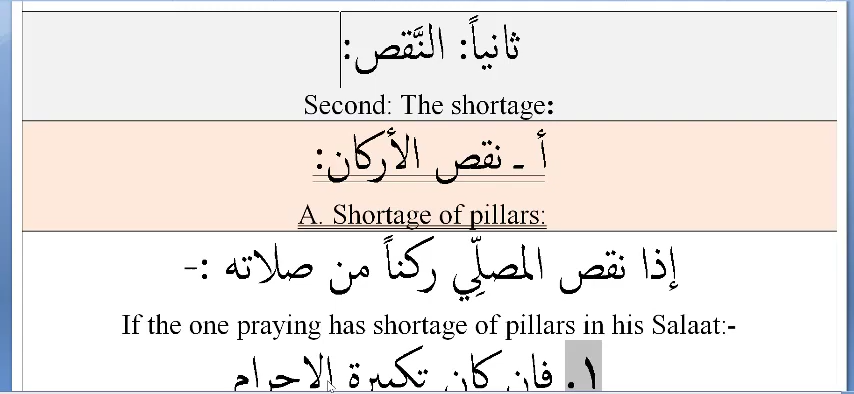 ثانياً: النَّقص:
Second: The shortage:
أ ـ نقص الأركان:
A. Shortage of pillars:
إذا نقص المصلِّي ركناً من صلاته :-
If the one praying has shortage of pillars in his Salaat:-
١. فإن كان تكبيرة الإحرام